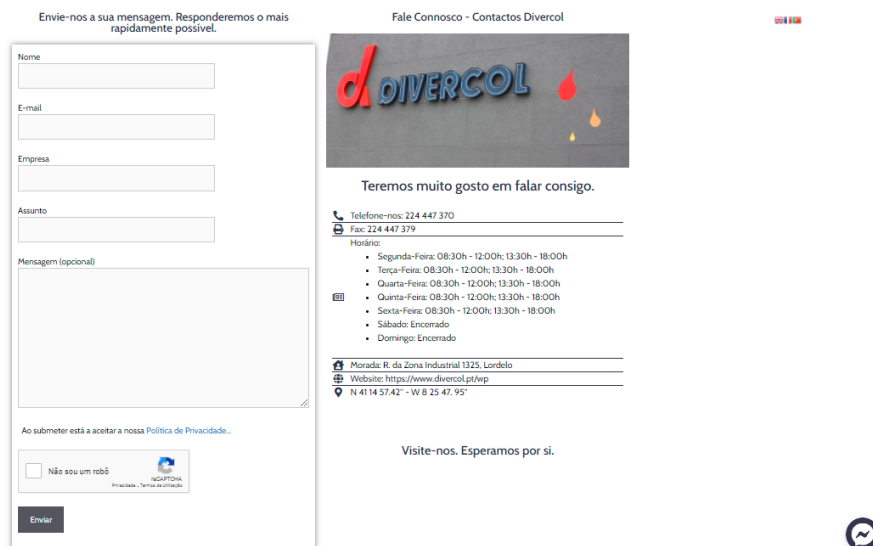 Envie-nos a sua mensagem. Responderemos o mais
rapidamente possível.
Nome
E-mail
Empresa
Assunto
Mensagem (opcional)
Ao submeter está a aceitar a nossa Política de Privacidade...
Não sou um robô
reCAPTCHA
Privacidade - Termos de Utilização
Enviar
Fale Connosco - Contactos Divercol
d DIVERCOL
Teremos muito gosto em falar consigo.
Telefone-nos: 224 447 370
Fax: 224 447 379
Horário:
Segunda-Feira: 08:30h - 12:00h; 13:30h - 18:00h
Terça-Feira: 08:30h - 12:00h; 13:30h - 18:00h
Quarta-Feira: 08:30h - 12:00h; 13:30h - 18:00h
Quinta-Feira: 08:30h - 12:00h; 13:30h - 18:00h
Sexta-Feira: 08:30h - 12:00h; 13:30h - 18:00h
Sábado: Encerrado
Domingo: Encerrado
Morada: R. da Zona Industrial 1325, Lordelo
Website: https://www.divercol.pt/wp
N 41 14 57.42" - W 8 25 47. 95"
Visite-nos. Esperamos por si.